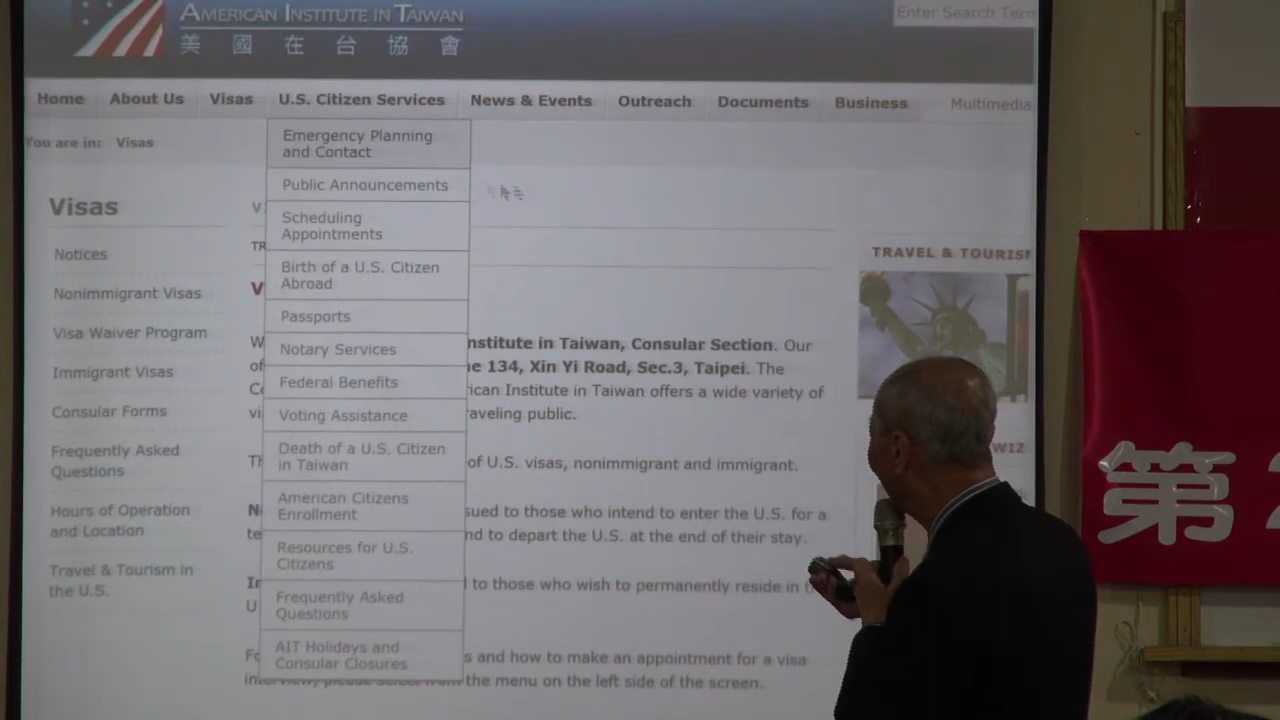 AMERICAN INSTITUTE IN TAIWAN
美國在台協會
Enter Search Term
Home About Us Visas U.S. Citizen Services News & Events Outreach Documents Business Multimedia
You are in: Visas
Emergency Planning
and Contact
Public Announcements
Scheduling
Appointments
Birth of a U.S. Citizen
Abroad
Passports
Notary Services
Federal Benefits
Voting Assistance
Death of a U.S. Citizen
in Taiwan
American Citizens
Enrollment
Resources for U.S.
Citizens
Frequently Asked
Questions
AIT Holidays and
Consular Closures
Visas
Notices
Nonimmigrant Visas
Visa Waiver Program
Immigrant Visas
Consular Forms
Frequently Asked
Questions
Hours of Operation
and Location
Travel & Tourism in
the U.S.
nstitute in Taiwan, Consular Section. Our
of e 134, Xin Yi Road, Sec.3, Taipei. The
ican Institute in Taiwan offers a wide variety of
vi raveling public.
Th of U.S. visas, nonimmigrant and immigrant.
sued to those who intend to enter the U.S. for a
te nd to depart the U.S. at the end of their stay.
to those who wish to permanently reside in t
U
s and how to make an appointment for a visa
interview, please select from the menu on the left side of the screen.
TRAVEL & TOURISM
WIZ
第2